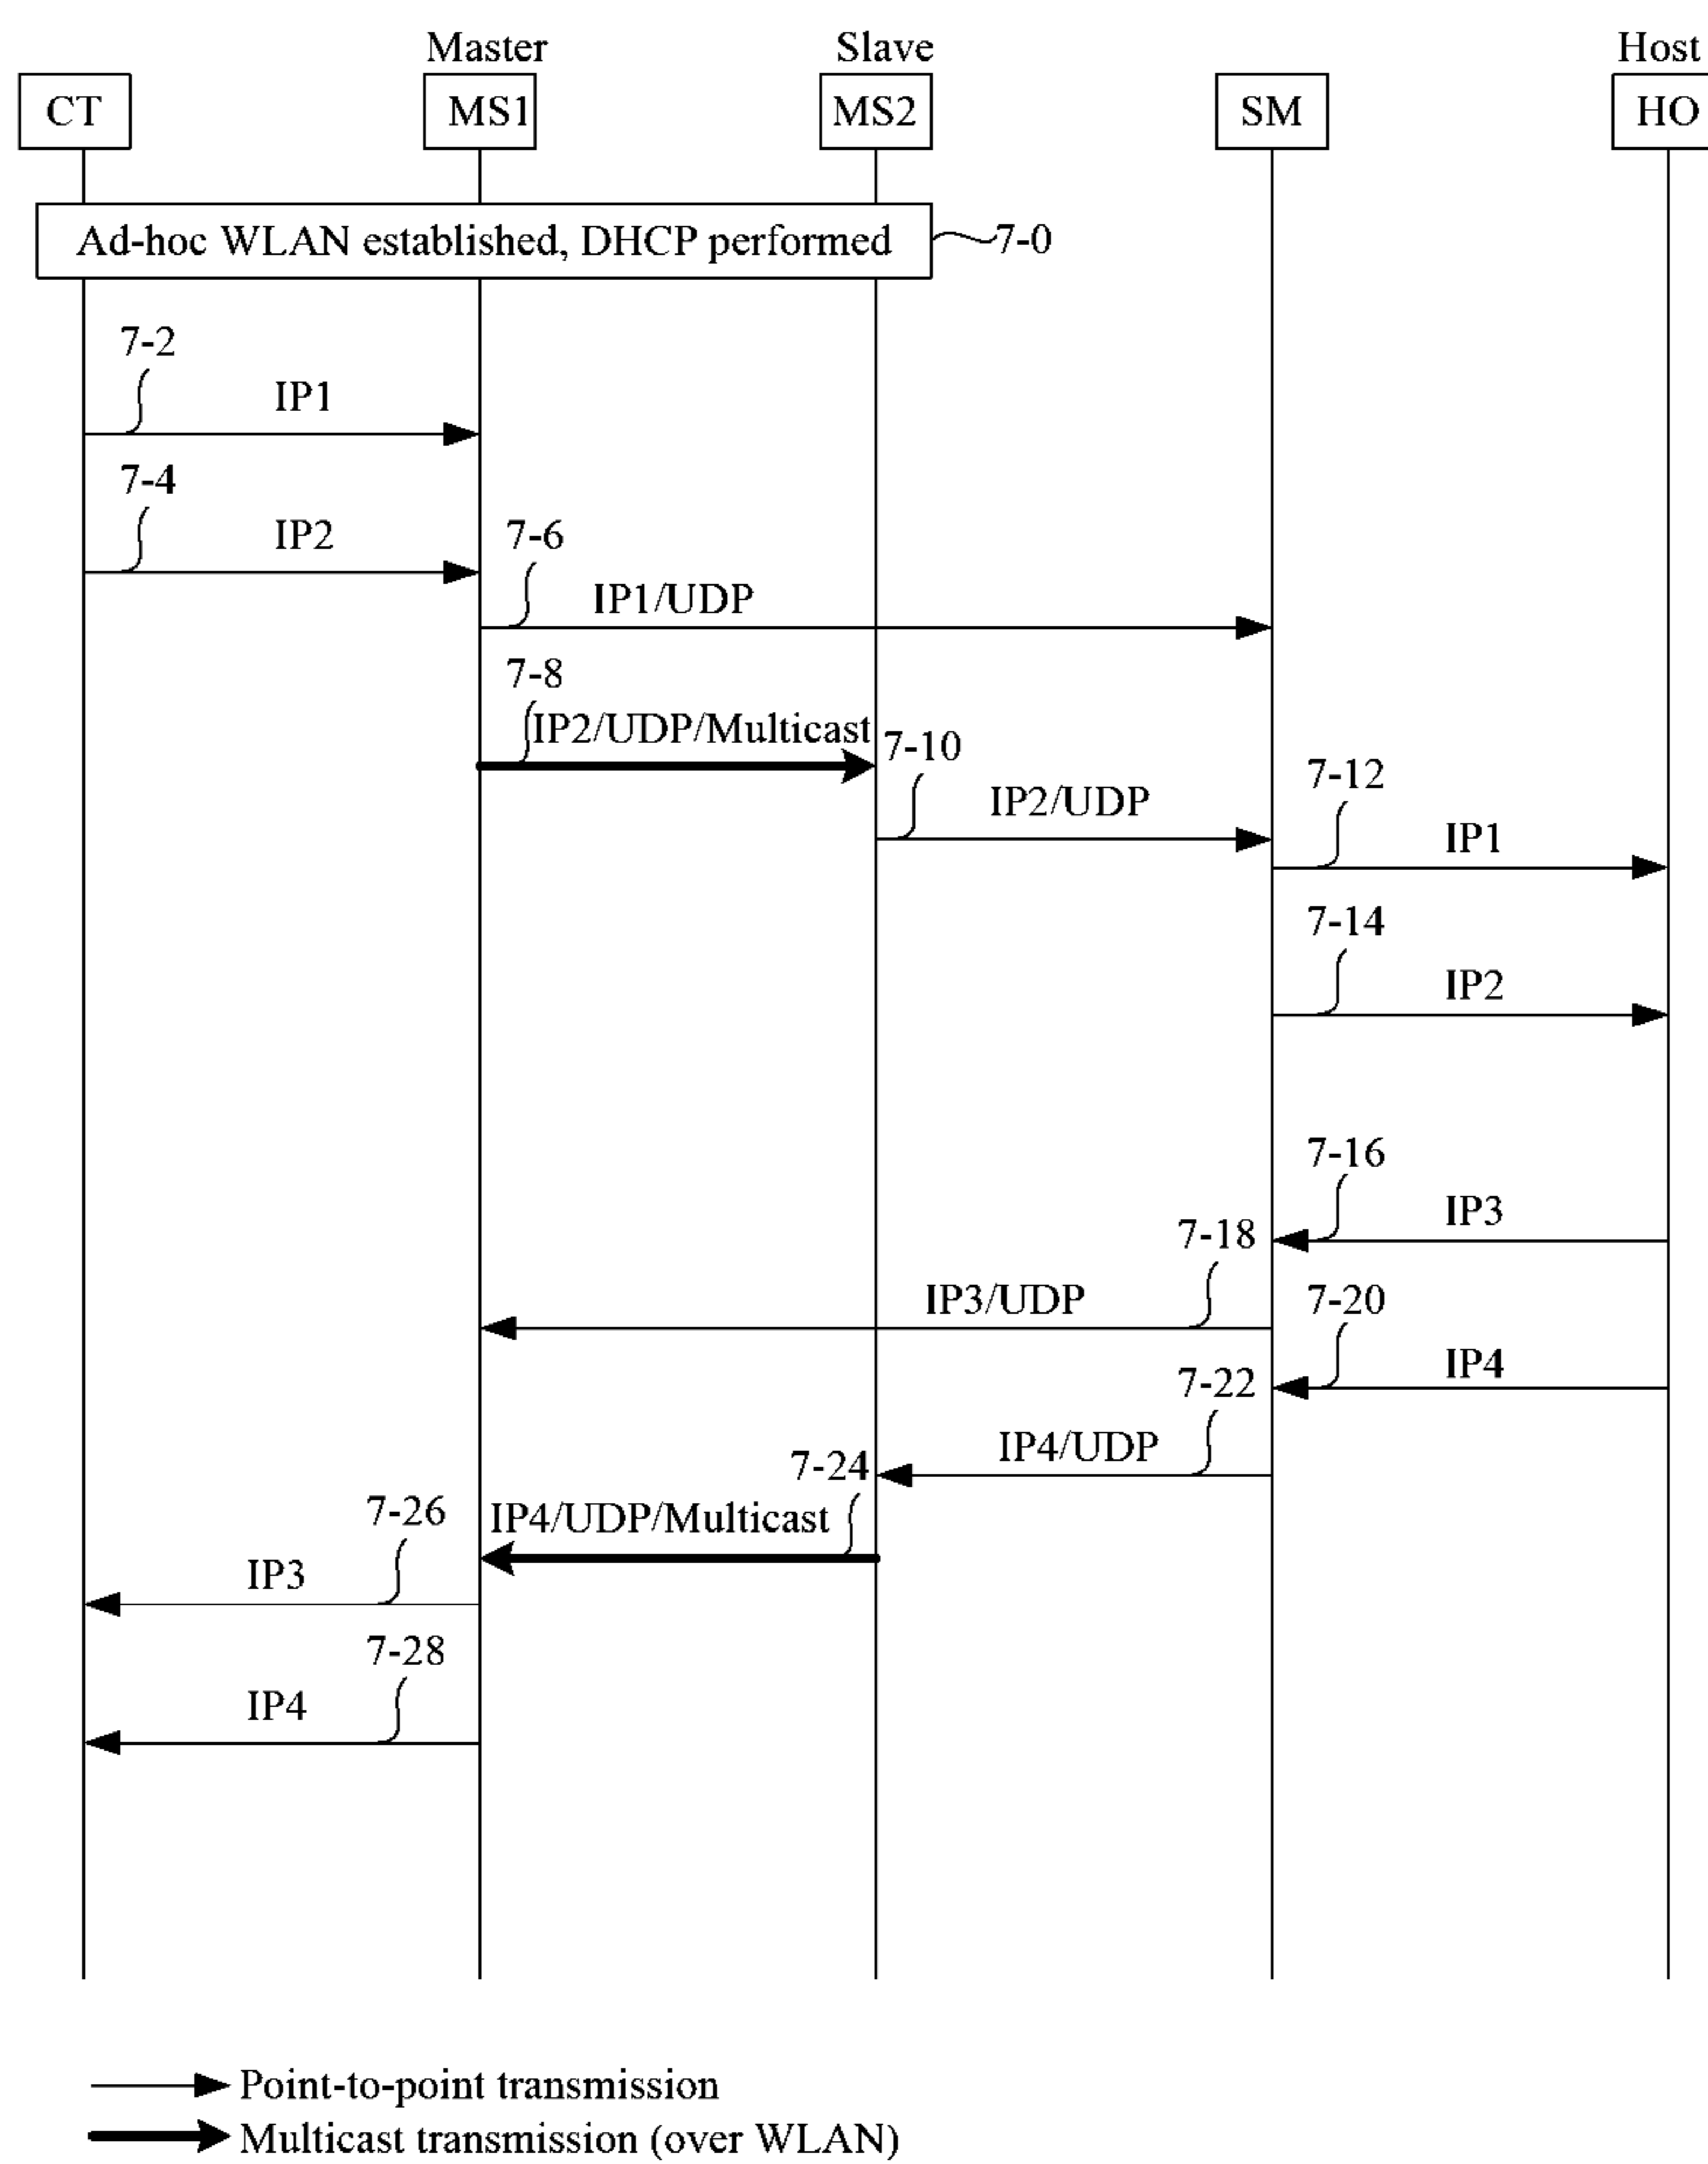 Master
Slave
Host
CT
MS1
MS2
SM
HO
Ad-hoc WLAN established, DHCP performed
7-0
7-2
IP1
7-4
IP2
7-6
IP1/UDP
7-8
IP2/UDP/Multicast
7-10
IP2/UDP
7-12
IP1
7-14
IP2
7-16
IP3
7-18
IP3/UDP
7-20
IP4
7-22
IP4/UDP
7-24
IP4/UDP/Multicast
7-26
IP3
7-28
IP4
Point-to-point transmission
Multicast transmission (over WLAN)